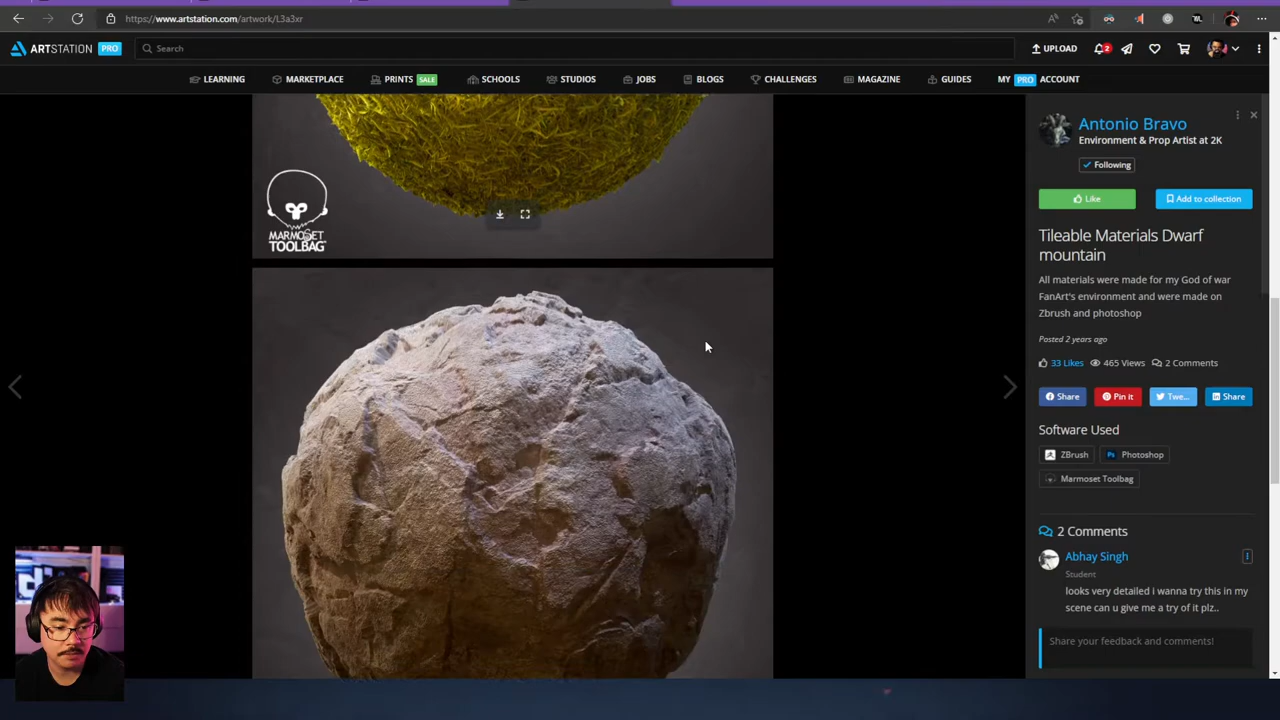 https://www.artstation.com/artwork/L3a3xr
ARTSTATION PRO
Search
UPLOAD
2
LEARNING
MARKETPLACE
PRINTS SALE
SCHOOLS
STUDIOS
JOBS
BLOGS
CHALLENGES
MAGAZINE
GUIDES
MY PRO ACCOUNT
MARMOSET
TOOLBAG
Antonio Bravo
Environment & Prop Artist at 2K
Following
Like
Add to collection
Tileable Materials Dwarf
mountain
All materials were made for my God of war
FanArt's environment and were made on
Zbrush and photoshop
Posted 2 years ago
33 Likes 465 Views 2 Comments
Share
Pin it
Twe...
Share
Software Used
ZBrush
Ps Photoshop
Marmoset Toolbag
2 Comments
Abhay Singh
Student
looks very detailed i wanna try this in my
scene can u give me a try of it plz..
Share your feedback and comments!